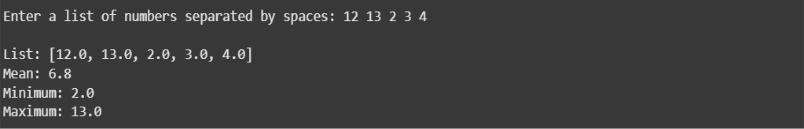 Enter a list of numbers separated by spaces: 12 13 2 3 4
List: [12.0, 13.0, 2.0, 3.0, 4.0]
Mean: 6.8
Minimum: 2.0
Maximum: 13.0